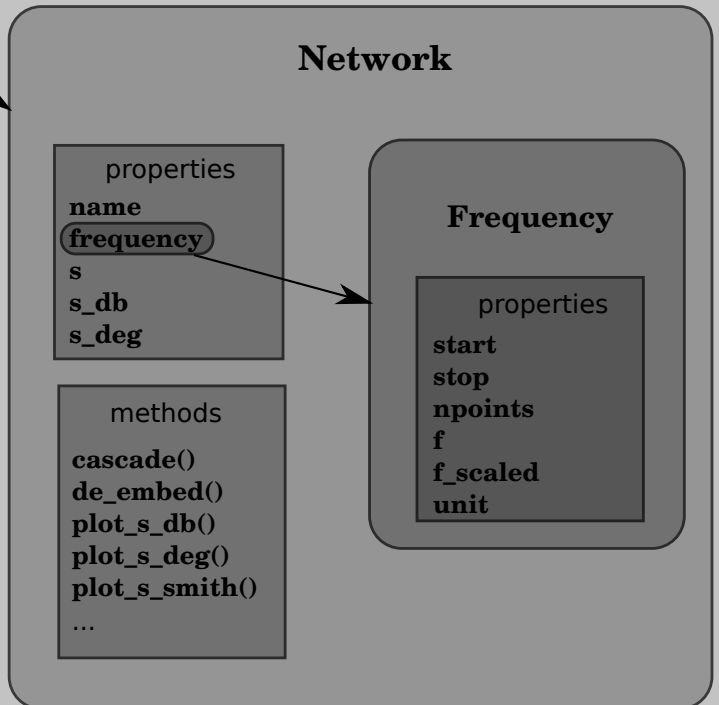 Network
properties
name
frequency
s
s_db
s_deg
methods
cascade()
de_embed()
plot_s_db()
plot_s_deg()
plot_s_smith()
...
Frequency
properties
start
stop
npoints
f
f_scaled
unit